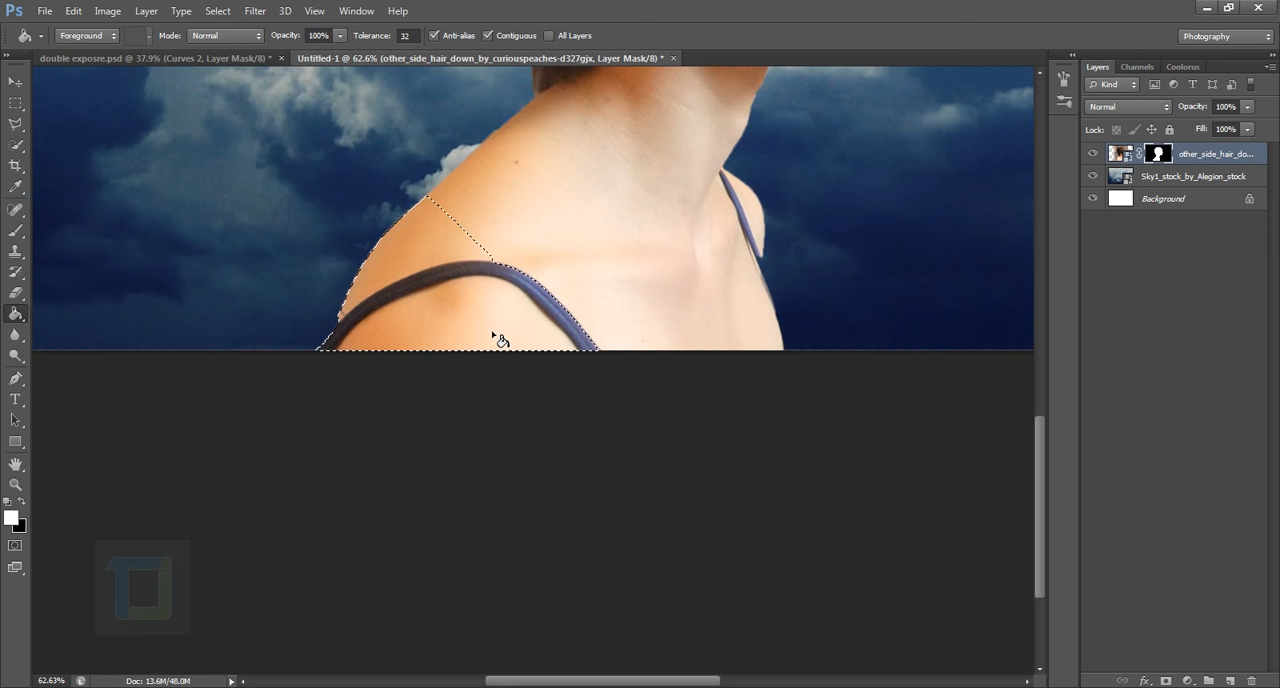 Ps File Edit Image Layer Type Select Filter 3D View Window Help
Foreground Mode: Normal Opacity: 100% Tolerance: 32 Anti-alias Contiguous All Layers Photography
double exposre.psd @ 37.9% (Curves 2, Layer Mask/8) * × Untitled-1 @ 62.6% (other_side_hair_down_by_curiouspeaches-d327gjx, Layer Mask/8) * ×
Layers Channels Coolorus
Kind
Normal Opacity: 100%
Lock: Fill: 100%
other_side_hair_do...
Sky1_stock_by_Alegion_stock
Background
62.63% Doc: 13.6M/48.0M